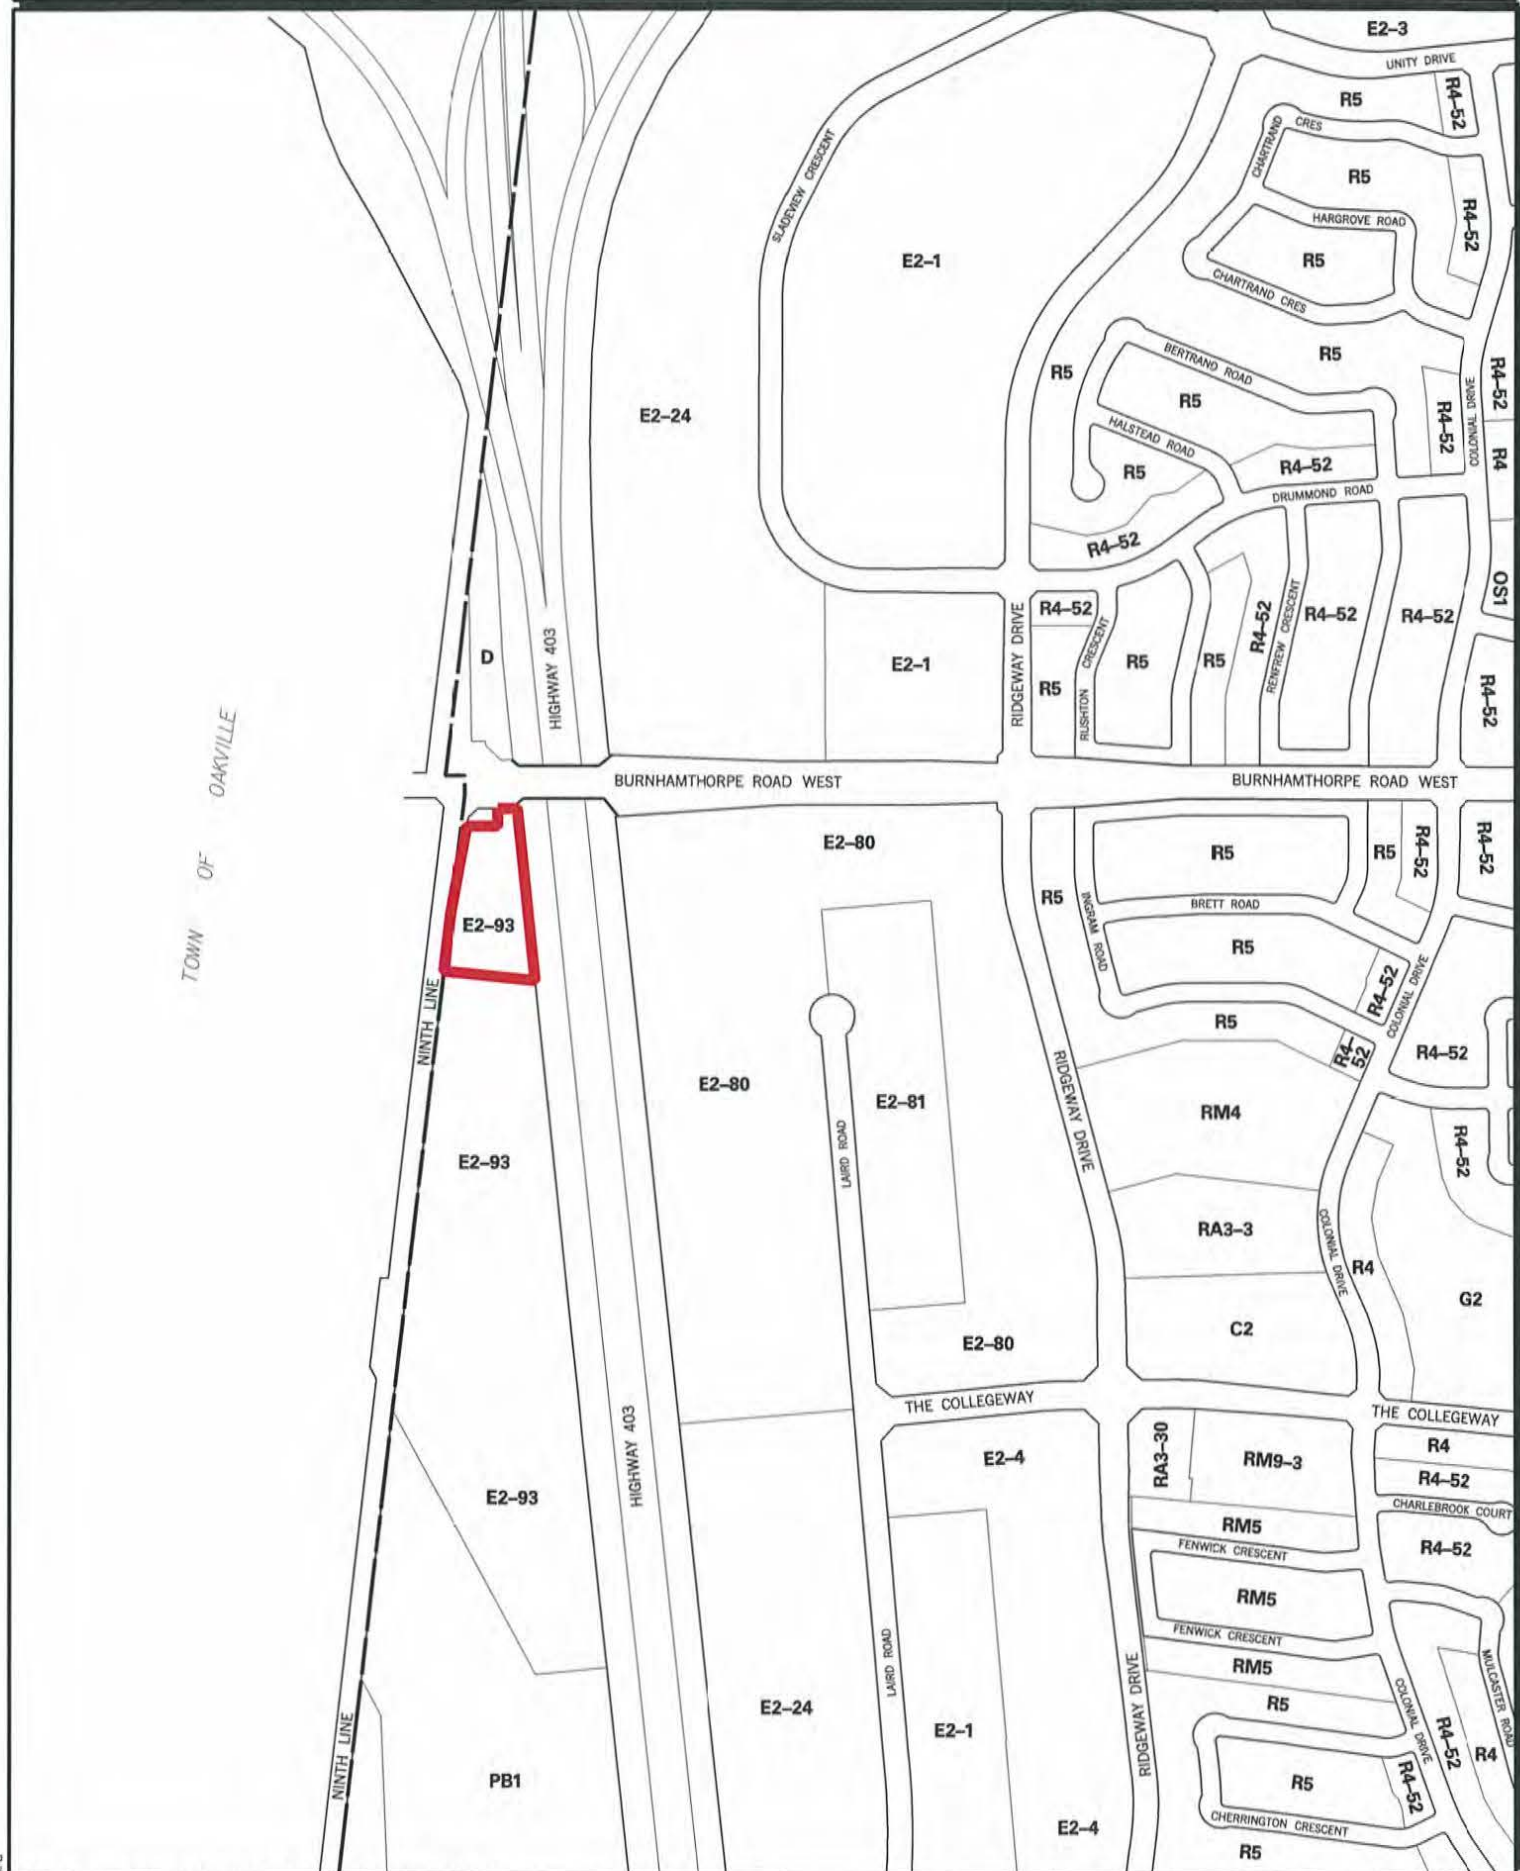 E2–3
UNITY DRIVE
R5
R4–52
CHARTRAND
CRES
R5
R4–52
HARGROVE ROAD
SLADEVIEW CRESCENT
E2–1
R5
CHARTRAND CRES
R5
BERTRAND ROAD
R5
R4–52
COLONIAL DRIVE
R4–52
R5
E2–24
HALSTEAD ROAD
R4
R5
R4–52
DRUMMOND ROAD
R4–52
OS1
R4–52
R4–52
RENFREW CRESCENT
R4–52
R4–52
D
HIGHWAY 403
E2–1
RIDGEWAY DRIVE
R5
RUSHTON
CRESCENT
R5
R5
R4–52
TOWN OF OAKVILLE
BURNHAMTHORPE ROAD WEST
BURNHAMTHORPE ROAD WEST
E2–80
R5
R5
R4–52
R4–52
E2–93
R5
INGRAM ROAD
BRETT ROAD
R5
R4–52
COLONIAL DRIVE
NINTH LINE
R5
R4–
52
R4–52
E2–80
E2–81
RIDGEWAY DRIVE
RM4
LAIRD ROAD
R4–52
E2–93
RA3–3
COLONIAL DRIVE
R4
G2
C2
E2–80
THE COLLEGEWAY
THE COLLEGEWAY
HIGHWAY 403
E2–4
RA3–30
RM9–3
R4
R4–52
E2–93
CHARLEBROOK COURT
RM5
FENWICK CRESCENT
R4–52
RM5
FENWICK CRESCENT
LAIRD ROAD
RM5
RIDGEWAY DRIVE
R5
COLONIAL DRIVE
MULCASTER ROAD
E2–24
E2–1
R4–52
R4
NINTH LINE
PB1
R5
R4–52
E2–4
CHERRINGTON CRESCENT
R5